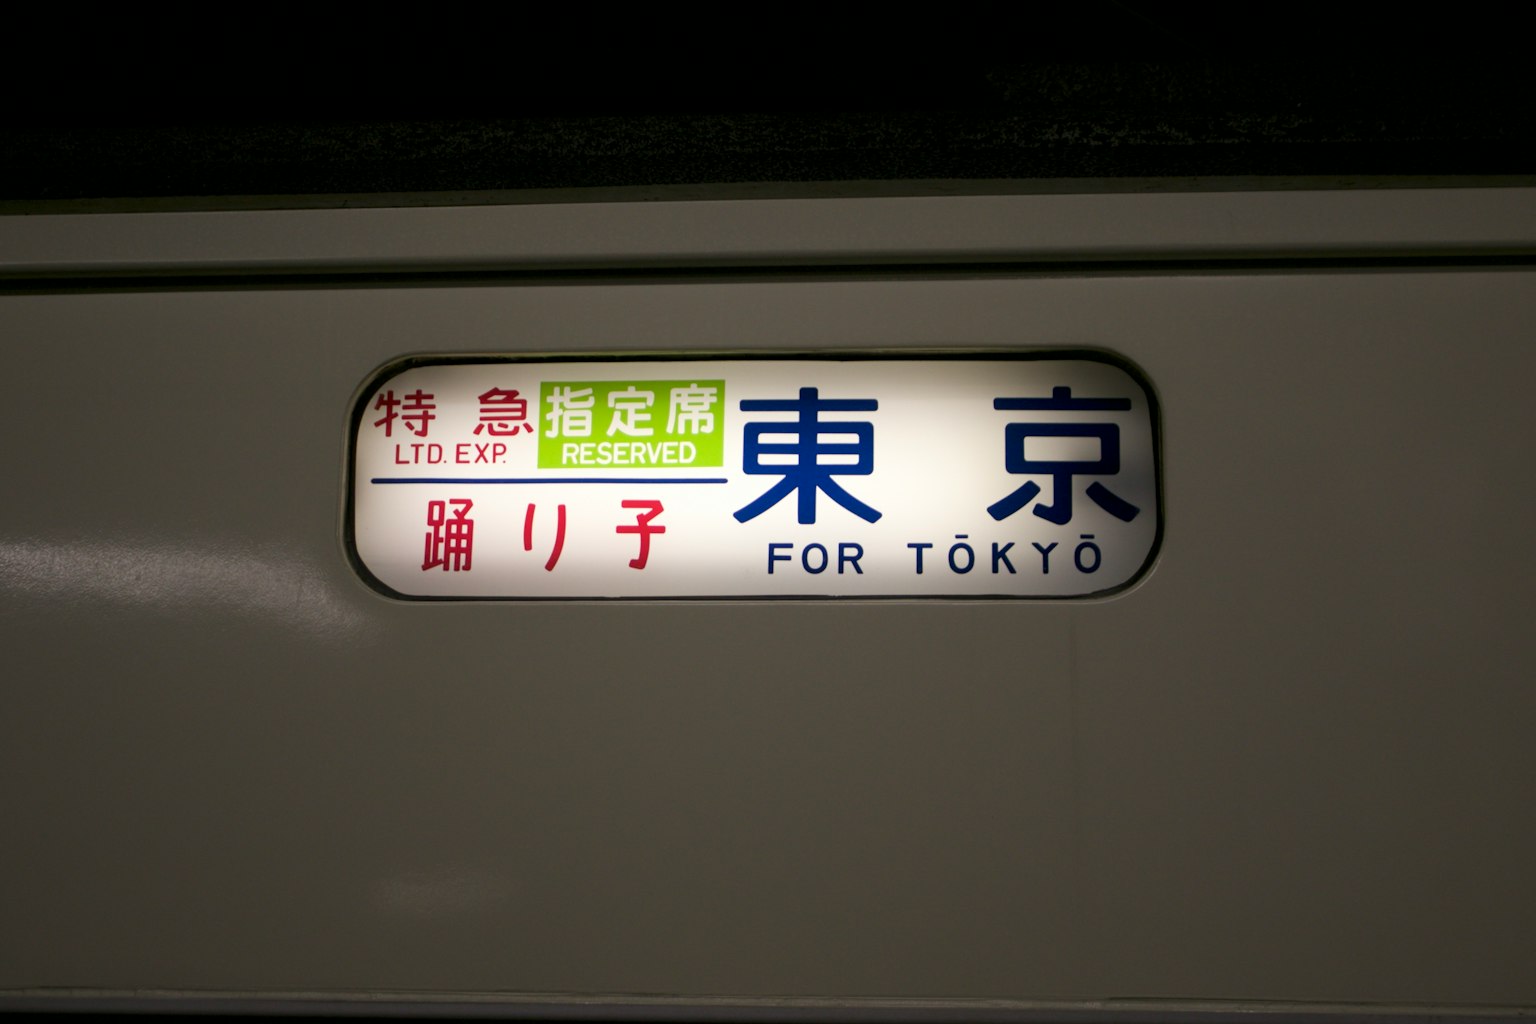 特急
LTD. EXP.
指定席
RESERVED
踊り子
東京
FOR TŌKYŌ